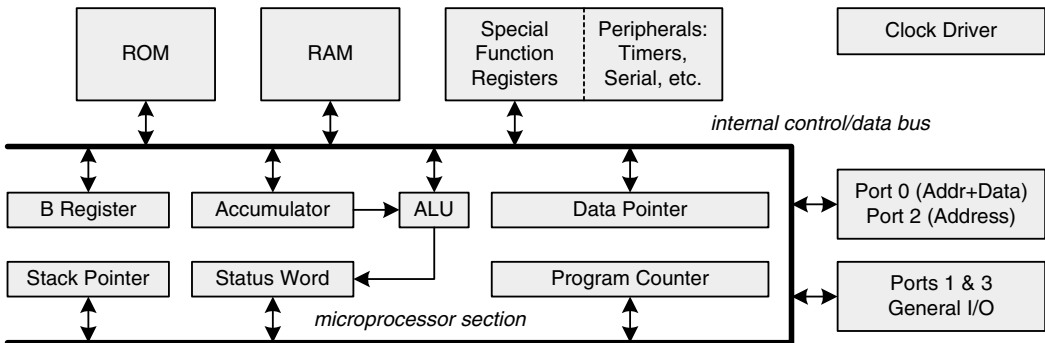 ROM
RAM
Special
Function
Registers
Peripherals:
Timers,
Serial, etc.
Clock Driver
internal control/data bus
B Register
Accumulator
ALU
Data Pointer
Port 0 (Addr+Data)
Port 2 (Address)
Stack Pointer
Status Word
Program Counter
Ports 1 & 3
General I/O
microprocessor section